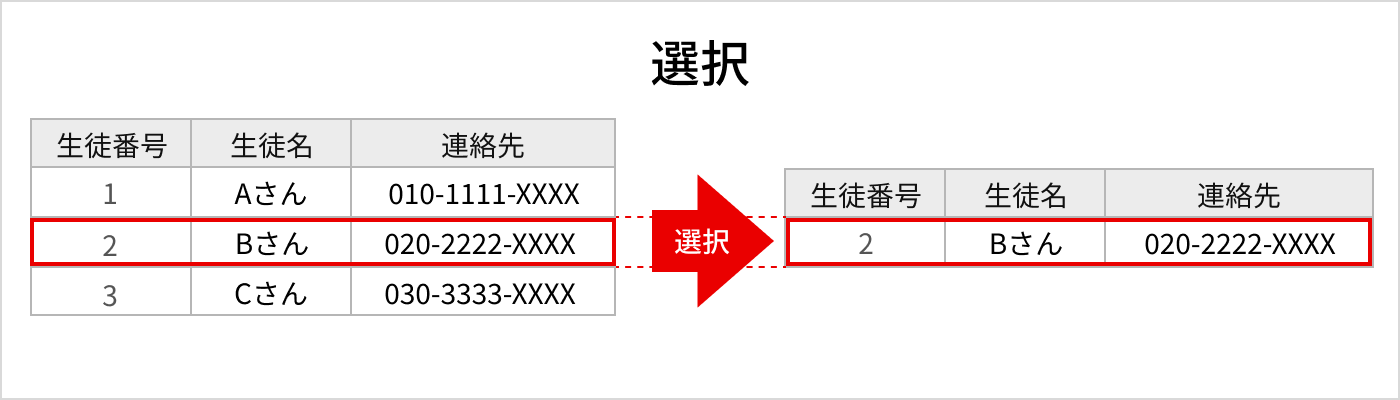 選択
生徒番号 生徒名 連絡先
1 Aさん 010-1111-XXXX
2 Bさん 020-2222-XXXX
3 Cさん 030-3333-XXXX
選択
生徒番号 生徒名 連絡先
2 Bさん 020-2222-XXXX